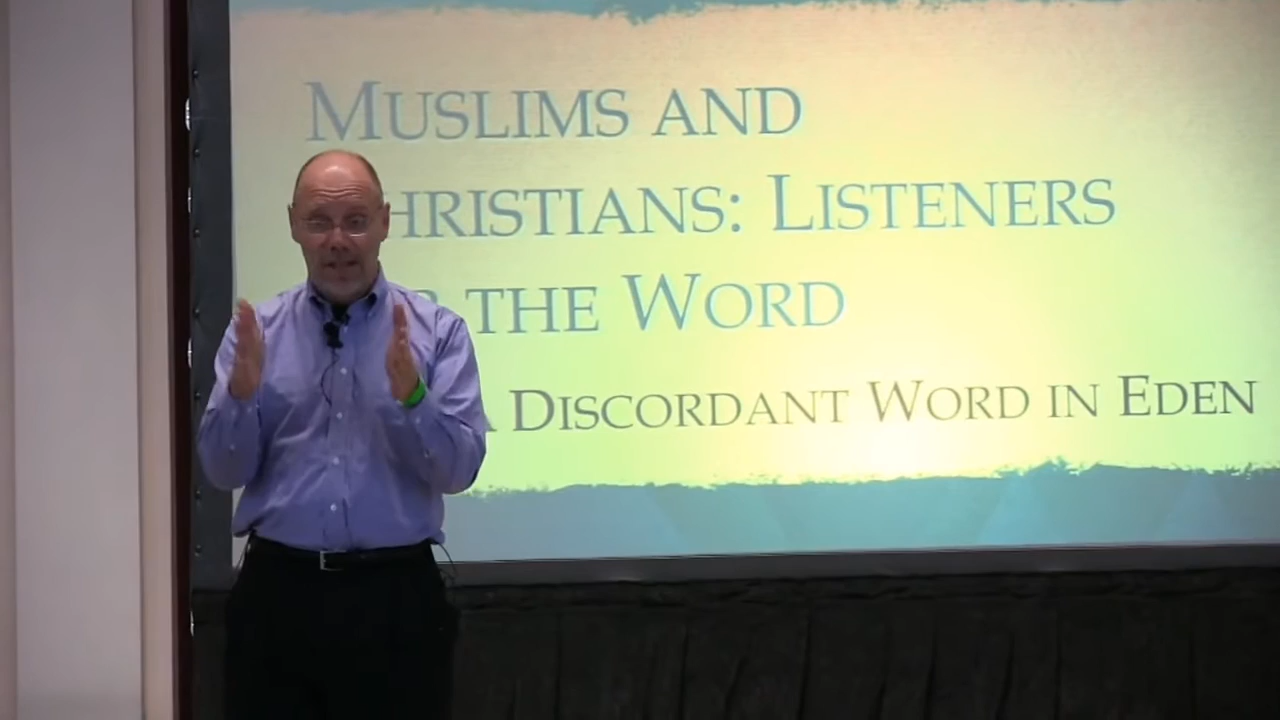 MUSLIMS AND
HRISTIANS: LISTENERS
THE WORD
A DISCORDANT WORD IN EDEN